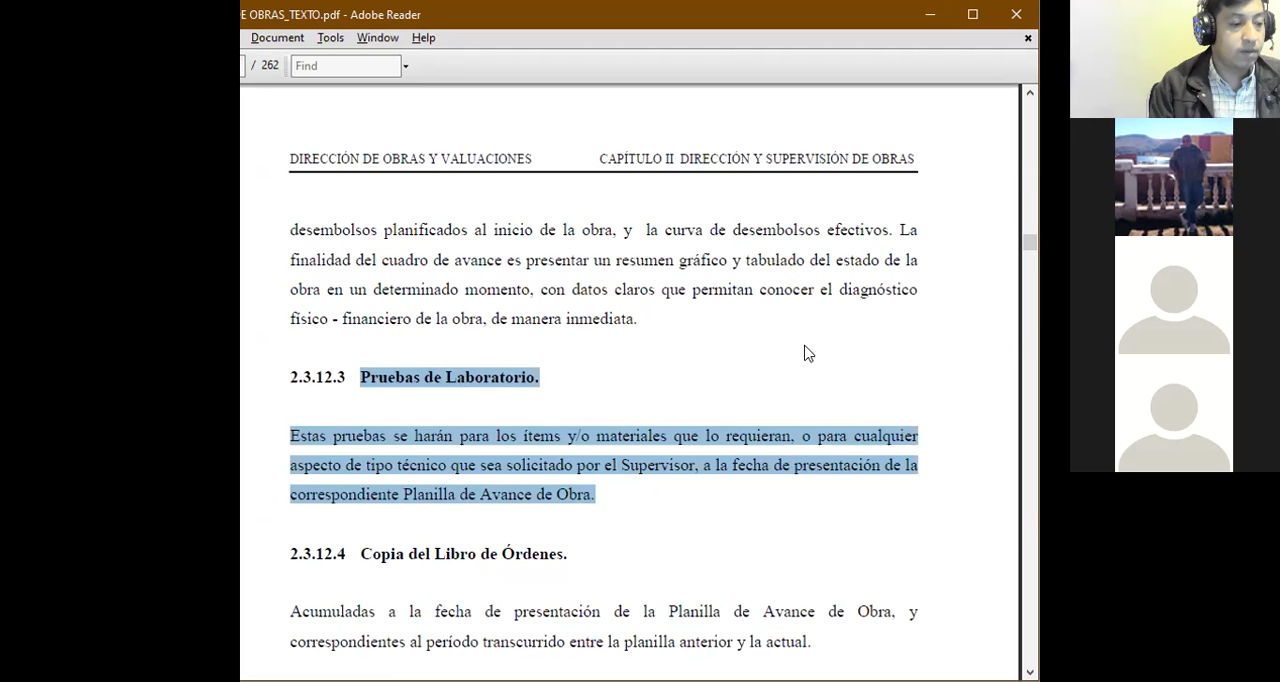 E OBRAS_TEXTO.pdf - Adobe Reader
Document Tools Window Help
/ 262 Find
DIRECCIÓN DE OBRAS Y VALUACIONES CAPÍTULO II DIRECCIÓN Y SUPERVISIÓN DE OBRAS
desembolsos planificados al inicio de la obra, y la curva de desembolsos efectivos. La
finalidad del cuadro de avance es presentar un resumen gráfico y tabulado del estado de la
obra en un determinado momento, con datos claros que permitan conocer el diagnóstico
físico - financiero de la obra, de manera inmediata.
2.3.12.3 Pruebas de Laboratorio.
Estas pruebas se harán para los ítems y/o materiales que lo requieran, o para cualquier
aspecto de tipo técnico que sea solicitado por el Supervisor, a la fecha de presentación de la
correspondiente Planilla de Avance de Obra.
2.3.12.4 Copia del Libro de Órdenes.
Acumuladas a la fecha de presentación de la Planilla de Avance de Obra, y
correspondientes al período transcurrido entre la planilla anterior y la actual.